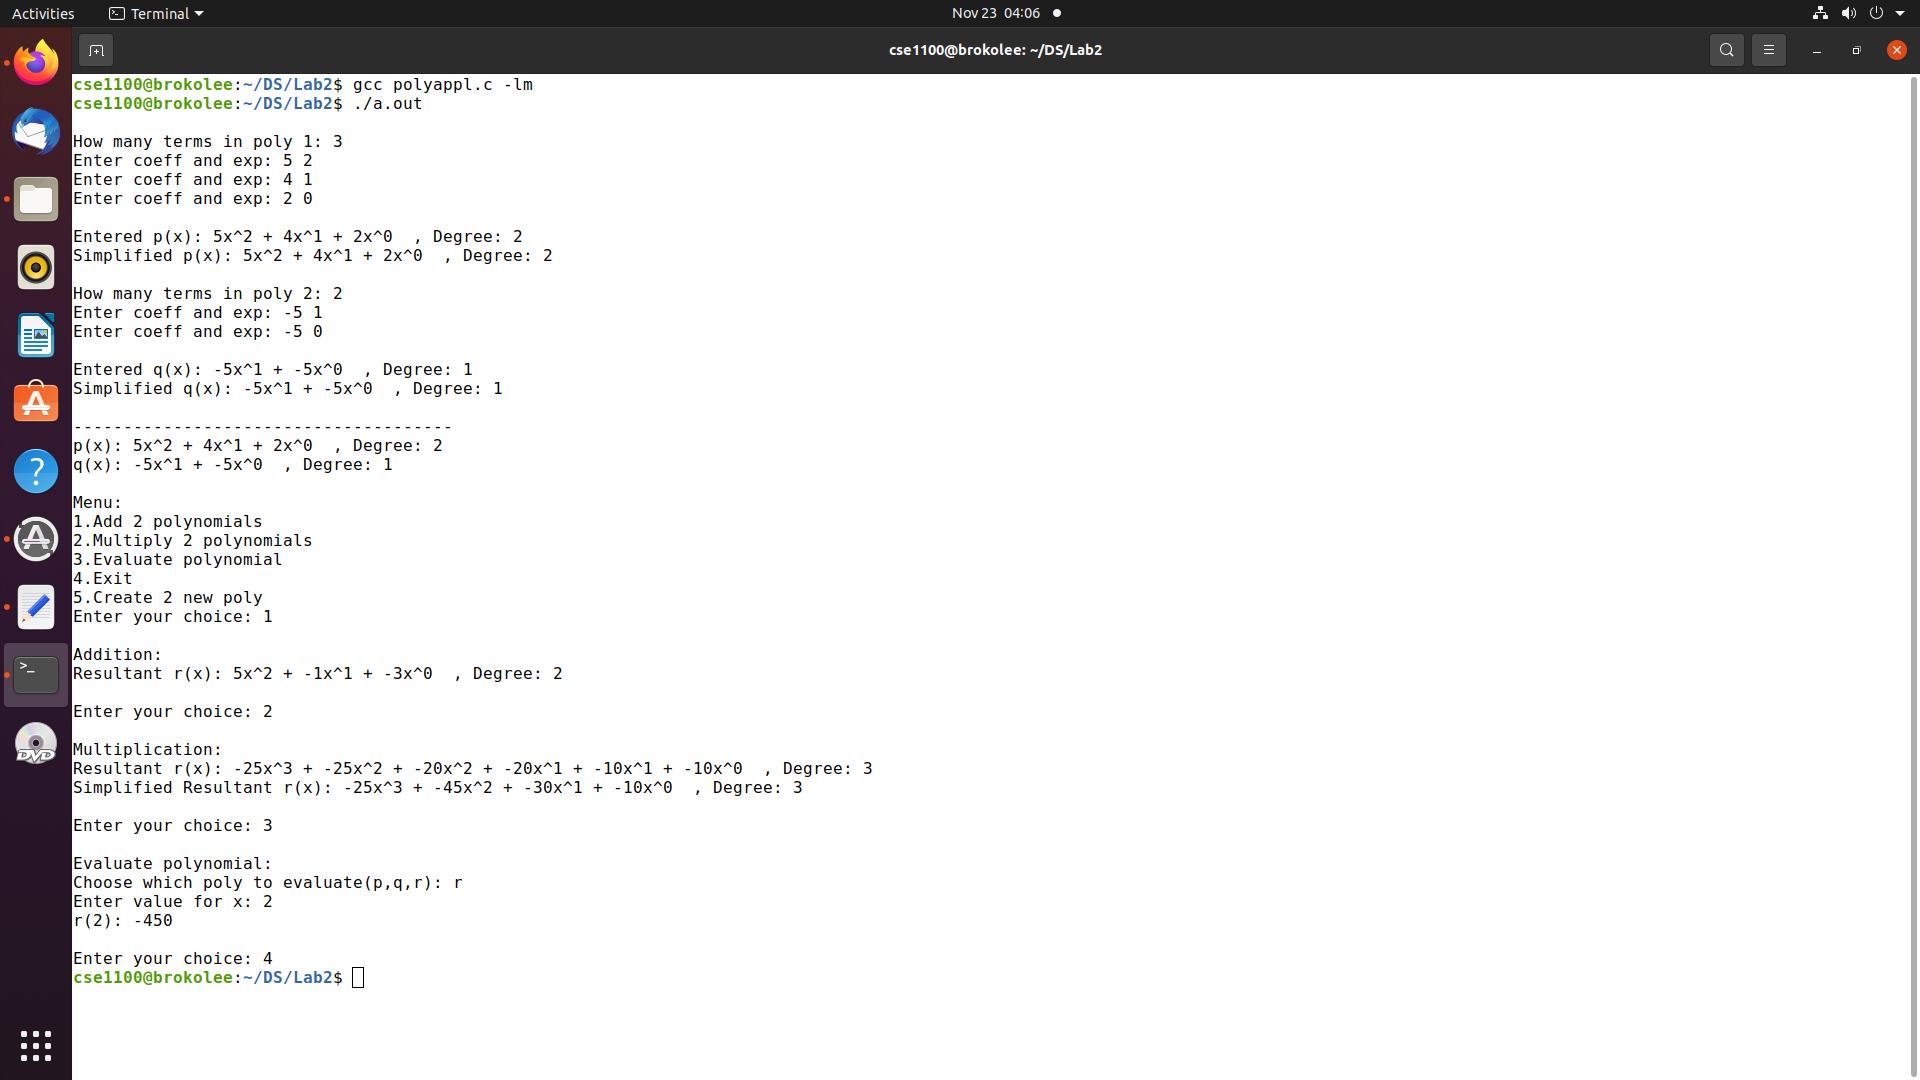 Activities Terminal Nov 23 04:06
cse1100@brokolee: ~/DS/Lab2
cse1100@brokolee:~/DS/Lab2$ gcc polyappl.c -lm
cse1100@brokolee:~/DS/Lab2$ ./a.out
How many terms in poly 1: 3
Enter coeff and exp: 5 2
Enter coeff and exp: 4 1
Enter coeff and exp: 2 0
Entered p(x): 5x^2 + 4x^1 + 2x^0  , Degree: 2
Simplified p(x): 5x^2 + 4x^1 + 2x^0  , Degree: 2
How many terms in poly 2: 2
Enter coeff and exp: -5 1
Enter coeff and exp: -5 0
Entered q(x): -5x^1 + -5x^0  , Degree: 1
Simplified q(x): -5x^1 + -5x^0  , Degree: 1
--------------------------------------
p(x): 5x^2 + 4x^1 + 2x^0  , Degree: 2
q(x): -5x^1 + -5x^0  , Degree: 1
Menu:
1.Add 2 polynomials
2.Multiply 2 polynomials
3.Evaluate polynomial
4.Exit
5.Create 2 new poly
Enter your choice: 1
Addition:
Resultant r(x): 5x^2 + -1x^1 + -3x^0  , Degree: 2
Enter your choice: 2
Multiplication:
Resultant r(x): -25x^3 + -25x^2 + -20x^2 + -20x^1 + -10x^1 + -10x^0  , Degree: 3
Simplified Resultant r(x): -25x^3 + -45x^2 + -30x^1 + -10x^0  , Degree: 3
Enter your choice: 3
Evaluate polynomial:
Choose which poly to evaluate(p,q,r): r
Enter value for x: 2
r(2): -450
Enter your choice: 4
cse1100@brokolee:~/DS/Lab2$
DVD